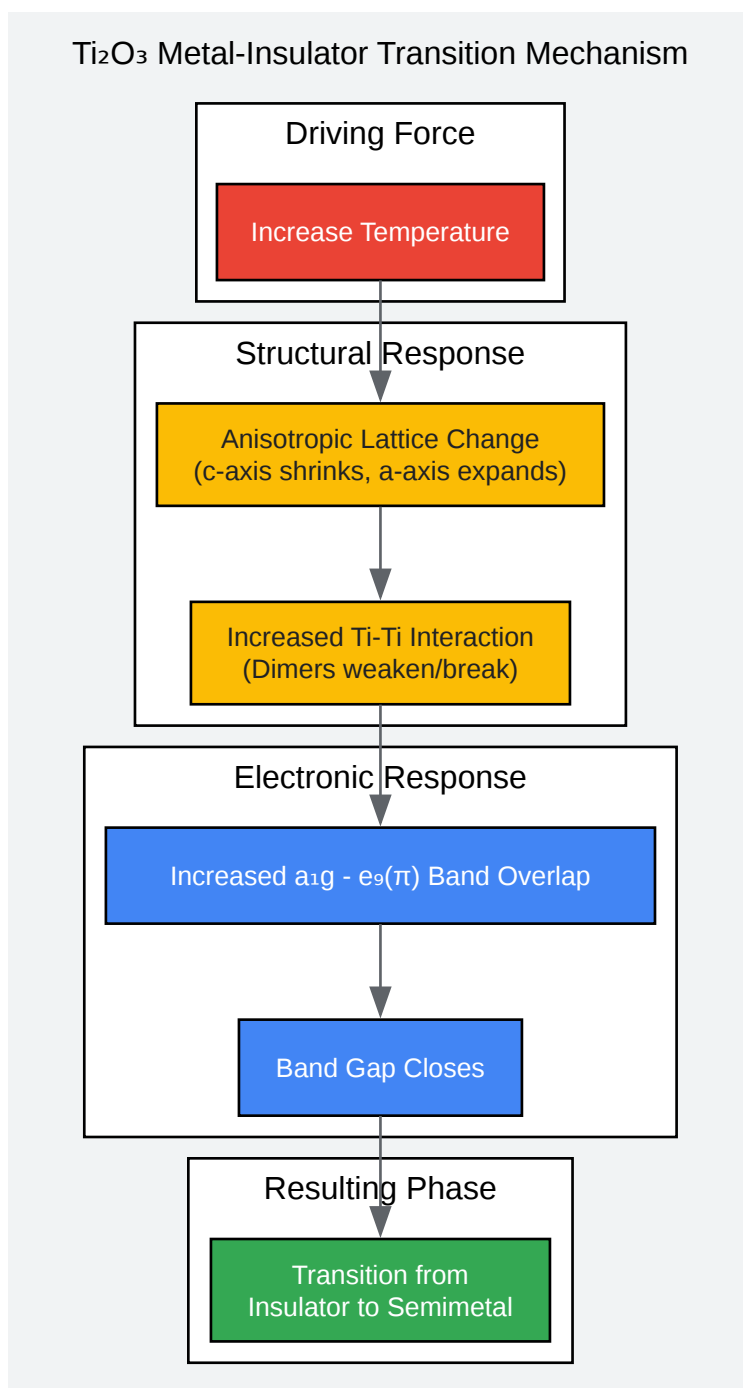 Ti₂O₃ Metal-Insulator Transition Mechanism
Driving Force
Increase Temperature
Structural Response
Anisotropic Lattice Change
(c-axis shrinks, a-axis expands)
Increased Ti-Ti Interaction
(Dimers weaken/break)
Electronic Response
Increased a₁g - e₉(π) Band Overlap
Band Gap Closes
Resulting Phase
Transition from
Insulator to Semimetal